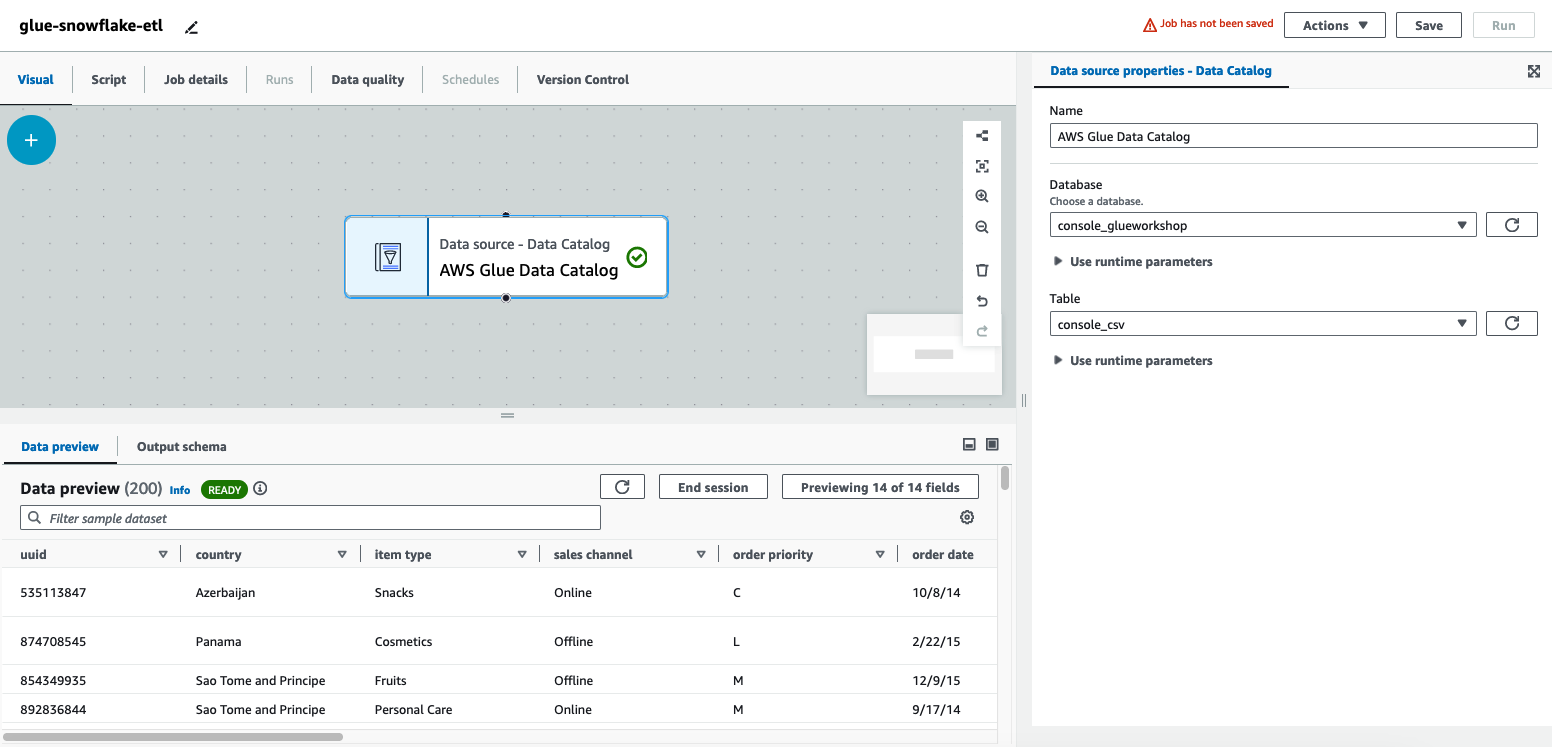 glue-snowflake-etl
Job has not been saved
Actions
Save
Run
Visual
Script
Job details
Runs
Data quality
Schedules
Version Control
Data source - Data Catalog
AWS Glue Data Catalog
Data source properties - Data Catalog
Name
AWS Glue Data Catalog
Database
Choose a database.
console_glueworkshop
Use runtime parameters
Table
console_csv
Use runtime parameters
Data preview
Output schema
Data preview (200) Info READY
End session
Previewing 14 of 14 fields
Filter sample dataset
uuid country item type sales channel order priority order date
535113847 Azerbaijan Snacks Online C 10/8/14
874708545 Panama Cosmetics Offline L 2/22/15
854349935 Sao Tome and Principe Fruits Offline M 12/9/15
892836844 Sao Tome and Principe Personal Care Online M 9/17/14